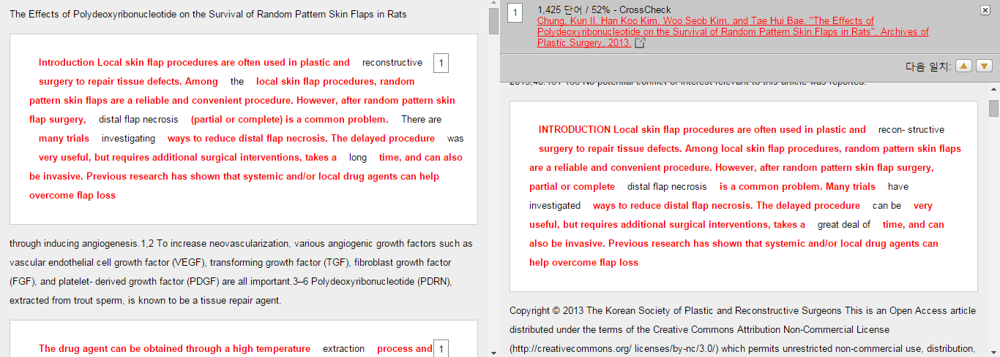 The Effects of Polydeoxyribonucleotide on the Survival of Random Pattern Skin Flaps in Rats
Introduction Local skin flap procedures are often used in plastic and reconstructive 1
surgery to repair tissue defects. Among the local skin flap procedures, random
pattern skin flaps are a reliable and convenient procedure. However, after random pattern skin
flap surgery, distal flap necrosis (partial or complete) is a common problem. There are
many trials investigating ways to reduce distal flap necrosis. The delayed procedure was
very useful, but requires additional surgical interventions, takes a long time, and can also
be invasive. Previous research has shown that systemic and/or local drug agents can help
overcome flap loss
through inducing angiogenesis.1,2 To increase neovascularization, various angiogenic growth factors such as
vascular endothelial cell growth factor (VEGF), transforming growth factor (TGF), fibroblast growth factor
(FGF), and platelet- derived growth factor (PDGF) are all important.3–6 Polydeoxyribonucleotide (PDRN),
extracted from trout sperm, is known to be a tissue repair agent.
The drug agent can be obtained through a high temperature extraction process and 1
1
1,425 단어 / 52% - CrossCheck
Chung, Kun Il, Han Koo Kim, Woo Seob Kim, and Tae Hui Bae. "The Effects of
Polydeoxyribonucleotide on the Survival of Random Pattern Skin Flaps in Rats", Archives of
Plastic Surgery, 2013.
다음 일치:
No potential conflict of interest relevant to this article was reported.
INTRODUCTION Local skin flap procedures are often used in plastic and recon- structive
surgery to repair tissue defects. Among local skin flap procedures, random pattern skin flaps
are a reliable and convenient procedure. However, after random pattern skin flap surgery,
partial or complete distal flap necrosis is a common problem. Many trials have
investigated ways to reduce distal flap necrosis. The delayed procedure can be very
useful, but requires additional surgical interventions, takes a great deal of time, and can
also be invasive. Previous research has shown that systemic and/or local drug agents can
help overcome flap loss
Copyright © 2013 The Korean Society of Plastic and Reconstructive Surgeons This is an Open Access article
distributed under the terms of the Creative Commons Attribution Non-Commercial License
(http://creativecommons.org/ licenses/by-nc/3.0/) which permits unrestricted non-commercial use, distribution,